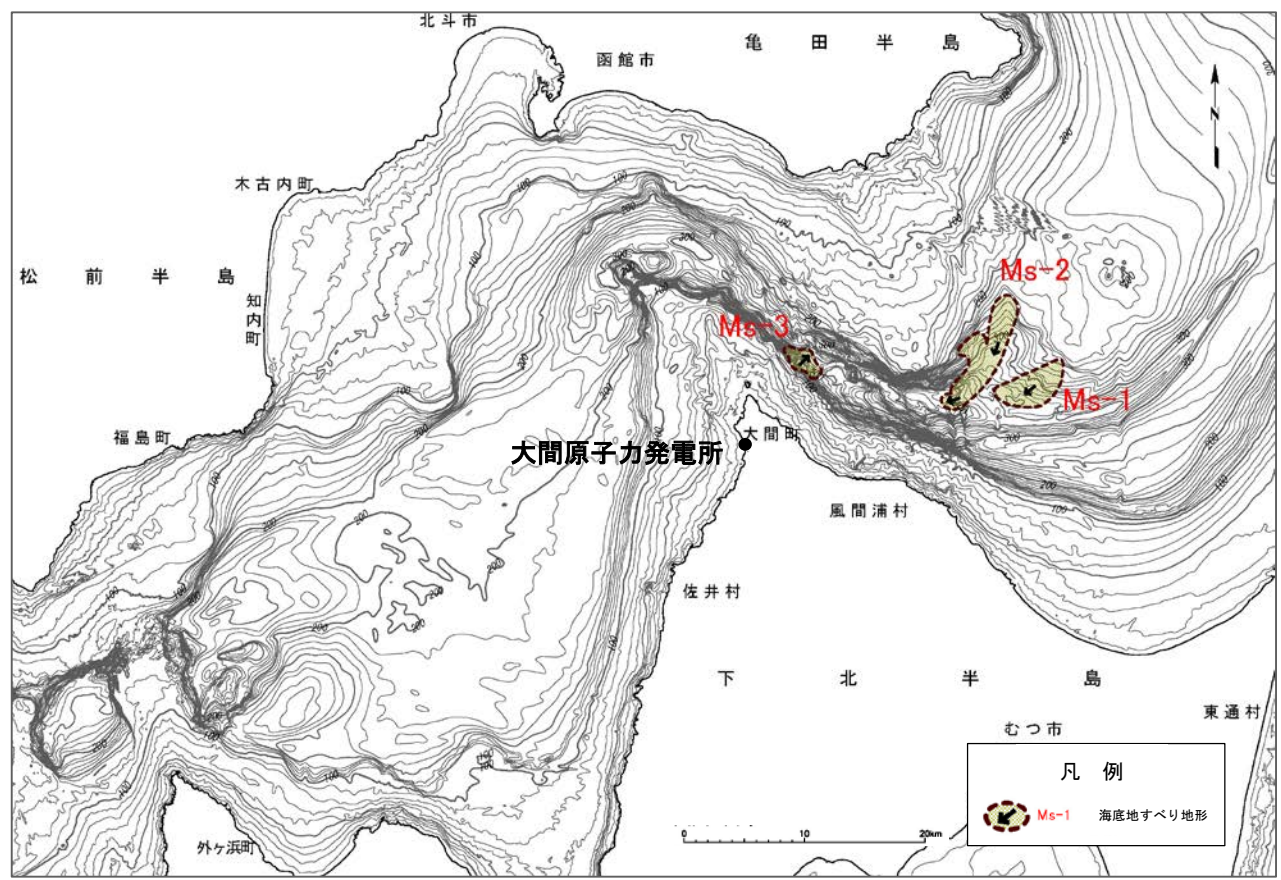 北斗市
函館市
亀田半島
N
木古内町
松前半島
知内町
Ms-2
Ms-3
Ms-1
福島町
大間町
大間原子力発電所
風間浦村
佐井村
下北半島
東通村
むつ市
凡 例
Ms-1 海底地すべり地形
0 10 20km
外ヶ浜町